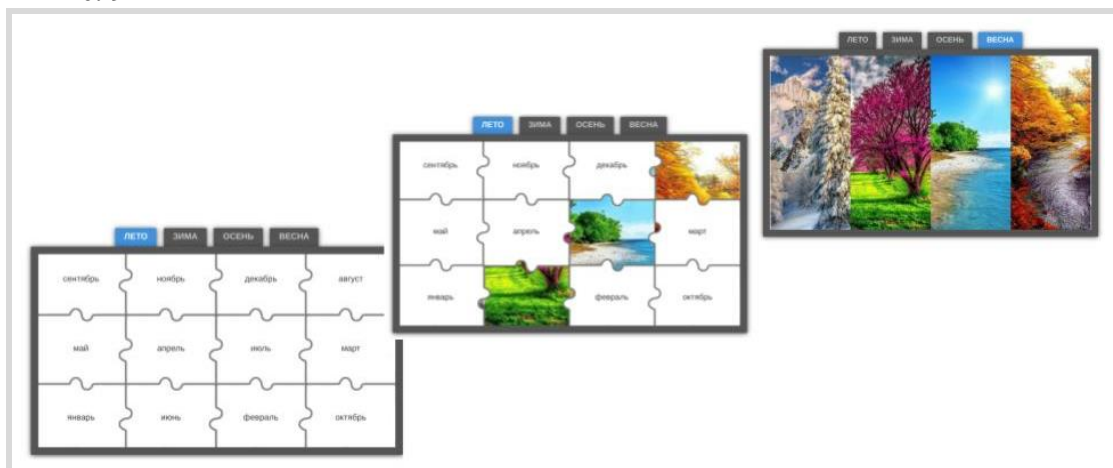 ЛЕТО ЗИМА ОСЕНЬ ВЕСНА
сентябрь ноябрь декабрь август
май апрель июль март
январь июнь февраль октябрь
ЛЕТО ЗИМА ОСЕНЬ ВЕСНА
сентябрь ноябрь декабрь
май апрель март
январь февраль октябрь
ЛЕТО ЗИМА ОСЕНЬ ВЕСНА